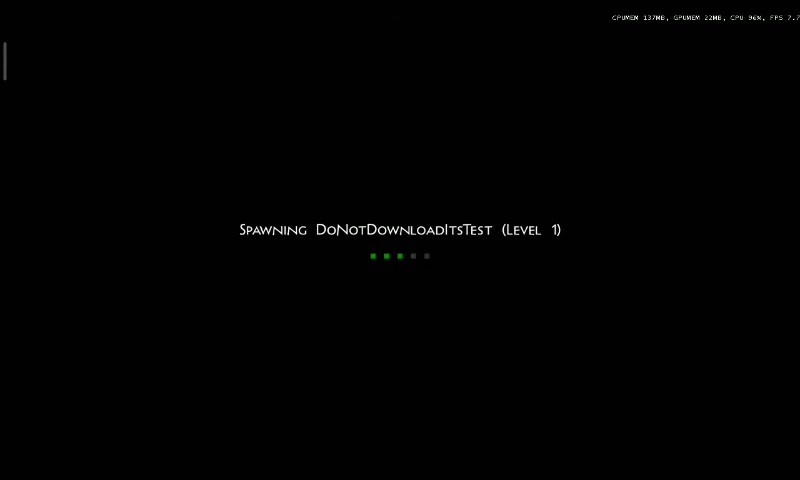 CPUMEM 137MB, GPUMEM 22MB, CPU 96%, FPS 7.7
Spawning DoNotDownloadItsTest (Level 1)